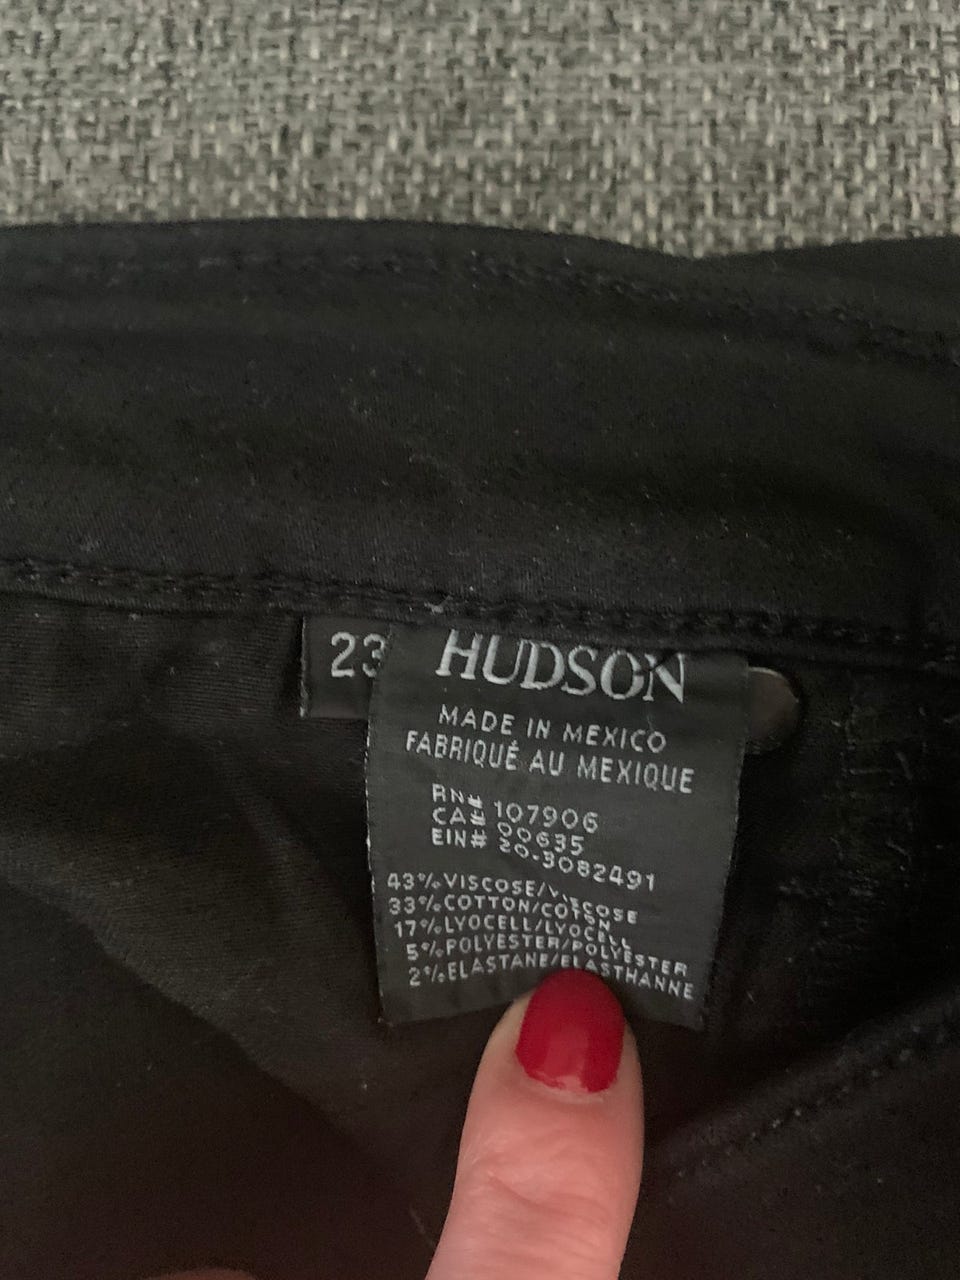 23
HUDSON
MADE IN MEXICO
FABRIQUÉ AU MEXIQUE
RN# 107906
CA# 00635
EIN# 20-3082491
43% VISCOSE/VISCOSE
33% COTTON/COTON
17% LYOCELL/LYOCELL
5% POLYESTER/POLYESTER
2% ELASTANE/ELASTHANNE